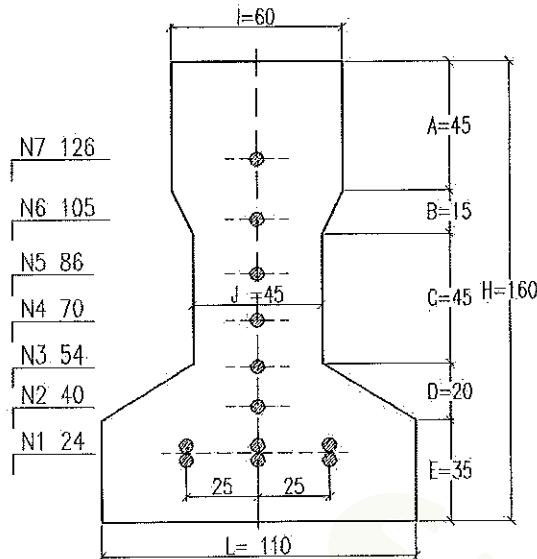 I=60
A=45
N7 126
B=15
N6 105
N5 86
J =45
C=45
H=160
N4 70
N3 54
D=20
N2 40
N1 24
E=35
25
25
L= 110